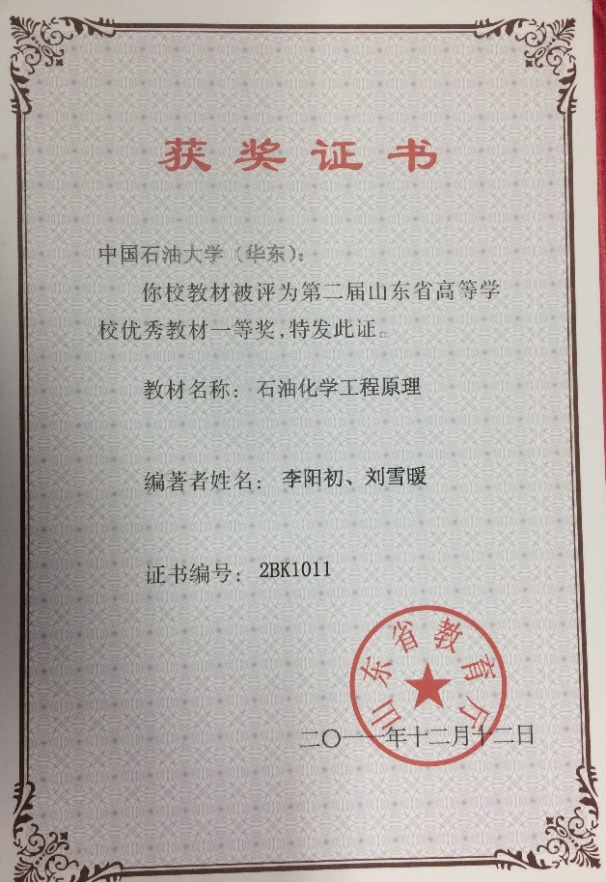 获奖证书
中国石油大学（华东）：
你校教材被评为第二届山东省高等学
校优秀教材一等奖，特发此证。
教材名称：石油化学工程原理
编著者姓名：李阳初、刘雪暖
证书编号：2BK1011
山东省教育厅
二〇一一年十二月十二日